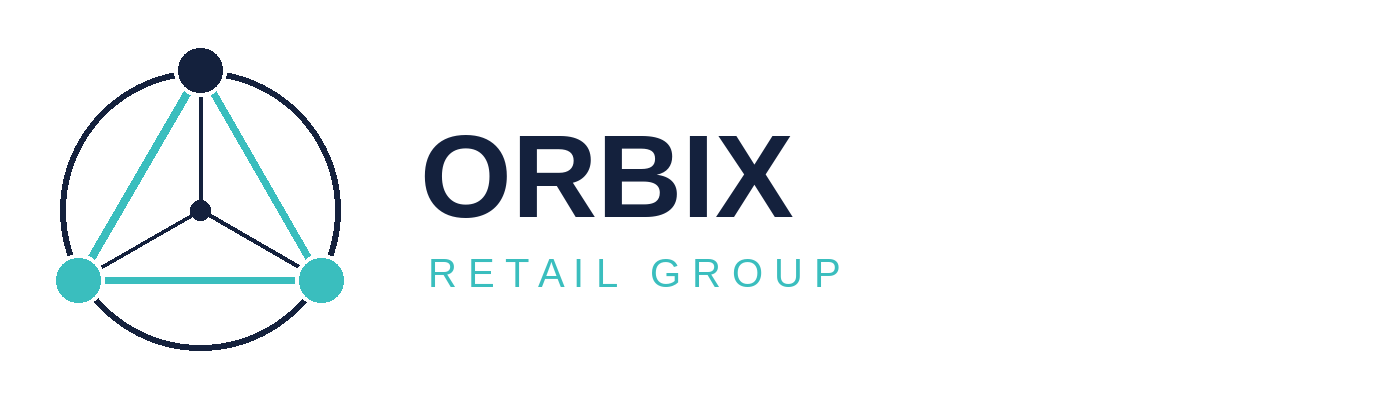 ORBIX
RETAIL GROUP